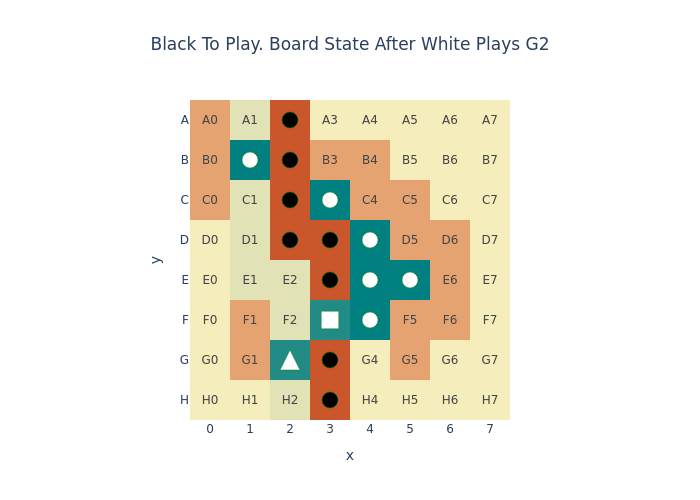 Black To Play. Board State After White Plays G2
A A0 A1 A3 A4 A5 A6 A7
B B0 B3 B4 B5 B6 B7
C C0 C1 C4 C5 C6 C7
D D0 D1 D5 D6 D7
y
E E0 E1 E2 E6 E7
F F0 F1 F2 F5 F6 F7
G G0 G1 G4 G5 G6 G7
H H0 H1 H2 H4 H5 H6 H7
0 1 2 3 4 5 6 7
x